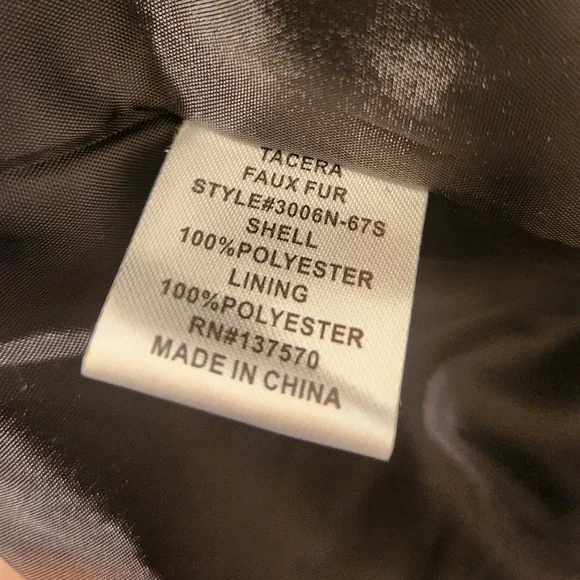 TACERA
FAUX FUR
STYLE#3006N-67S
SHELL
100%POLYESTER
LINING
100%POLYESTER
RN#137570
MADE IN CHINA